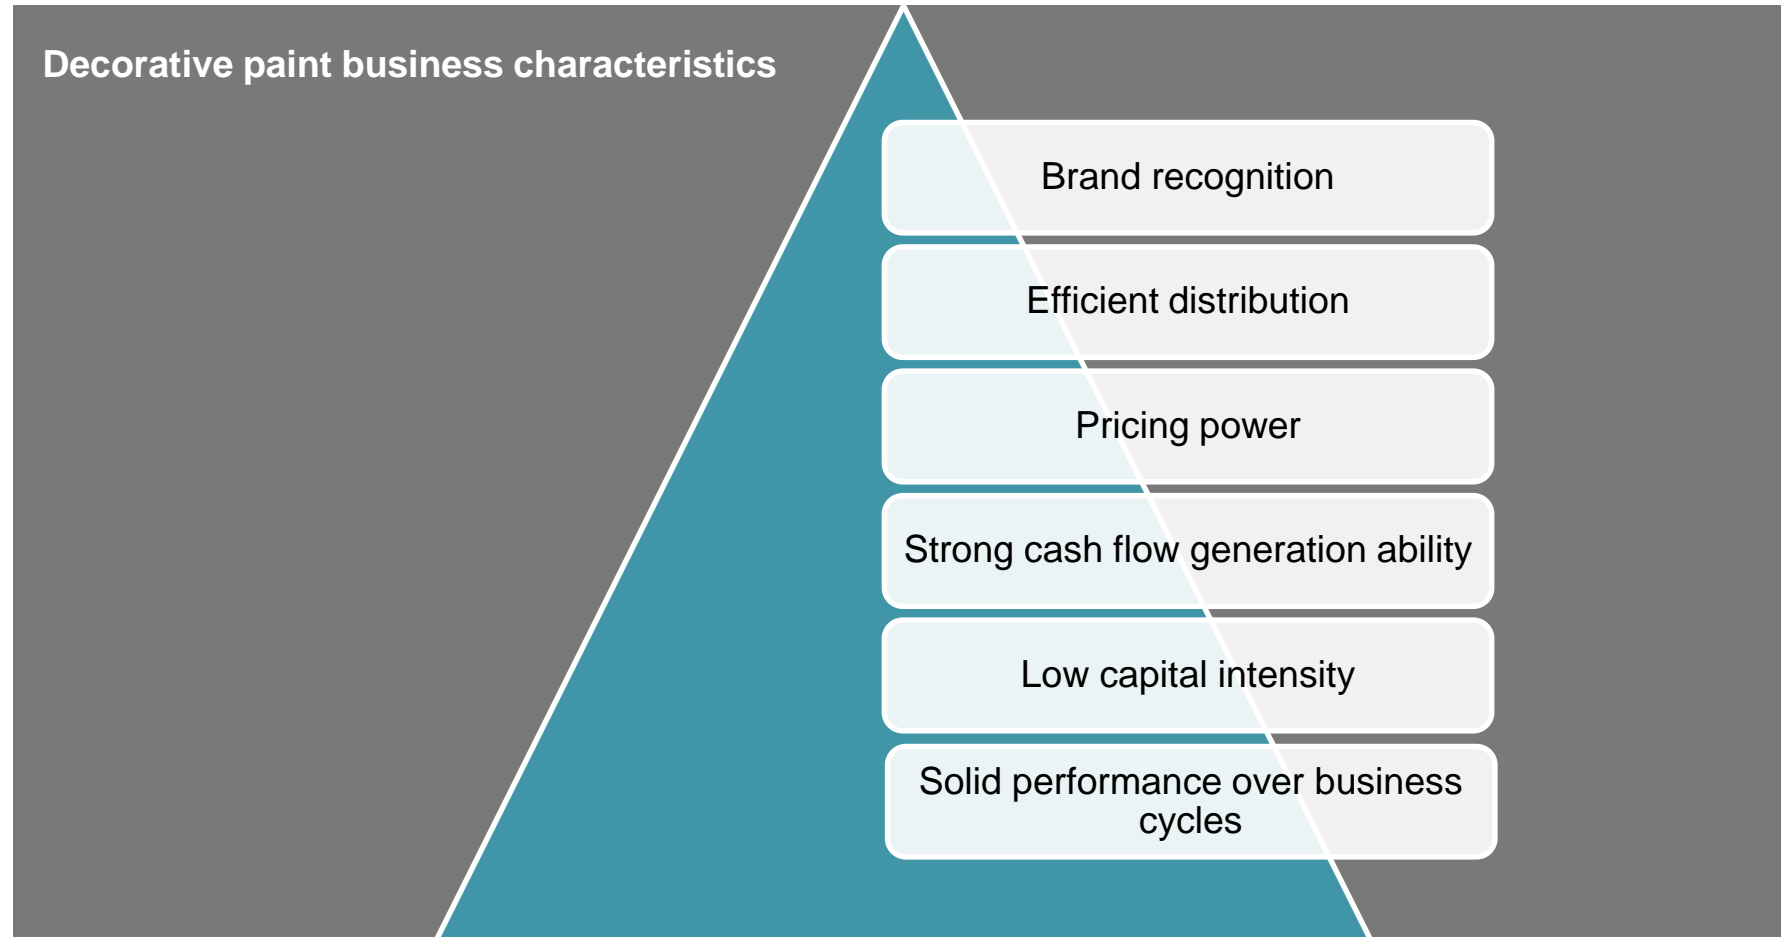 Decorative paint business characteristics
Brand recognition
Efficient distribution
Pricing power
Strong cash flow generation ability
Low capital intensity
Solid performance over business
cycles